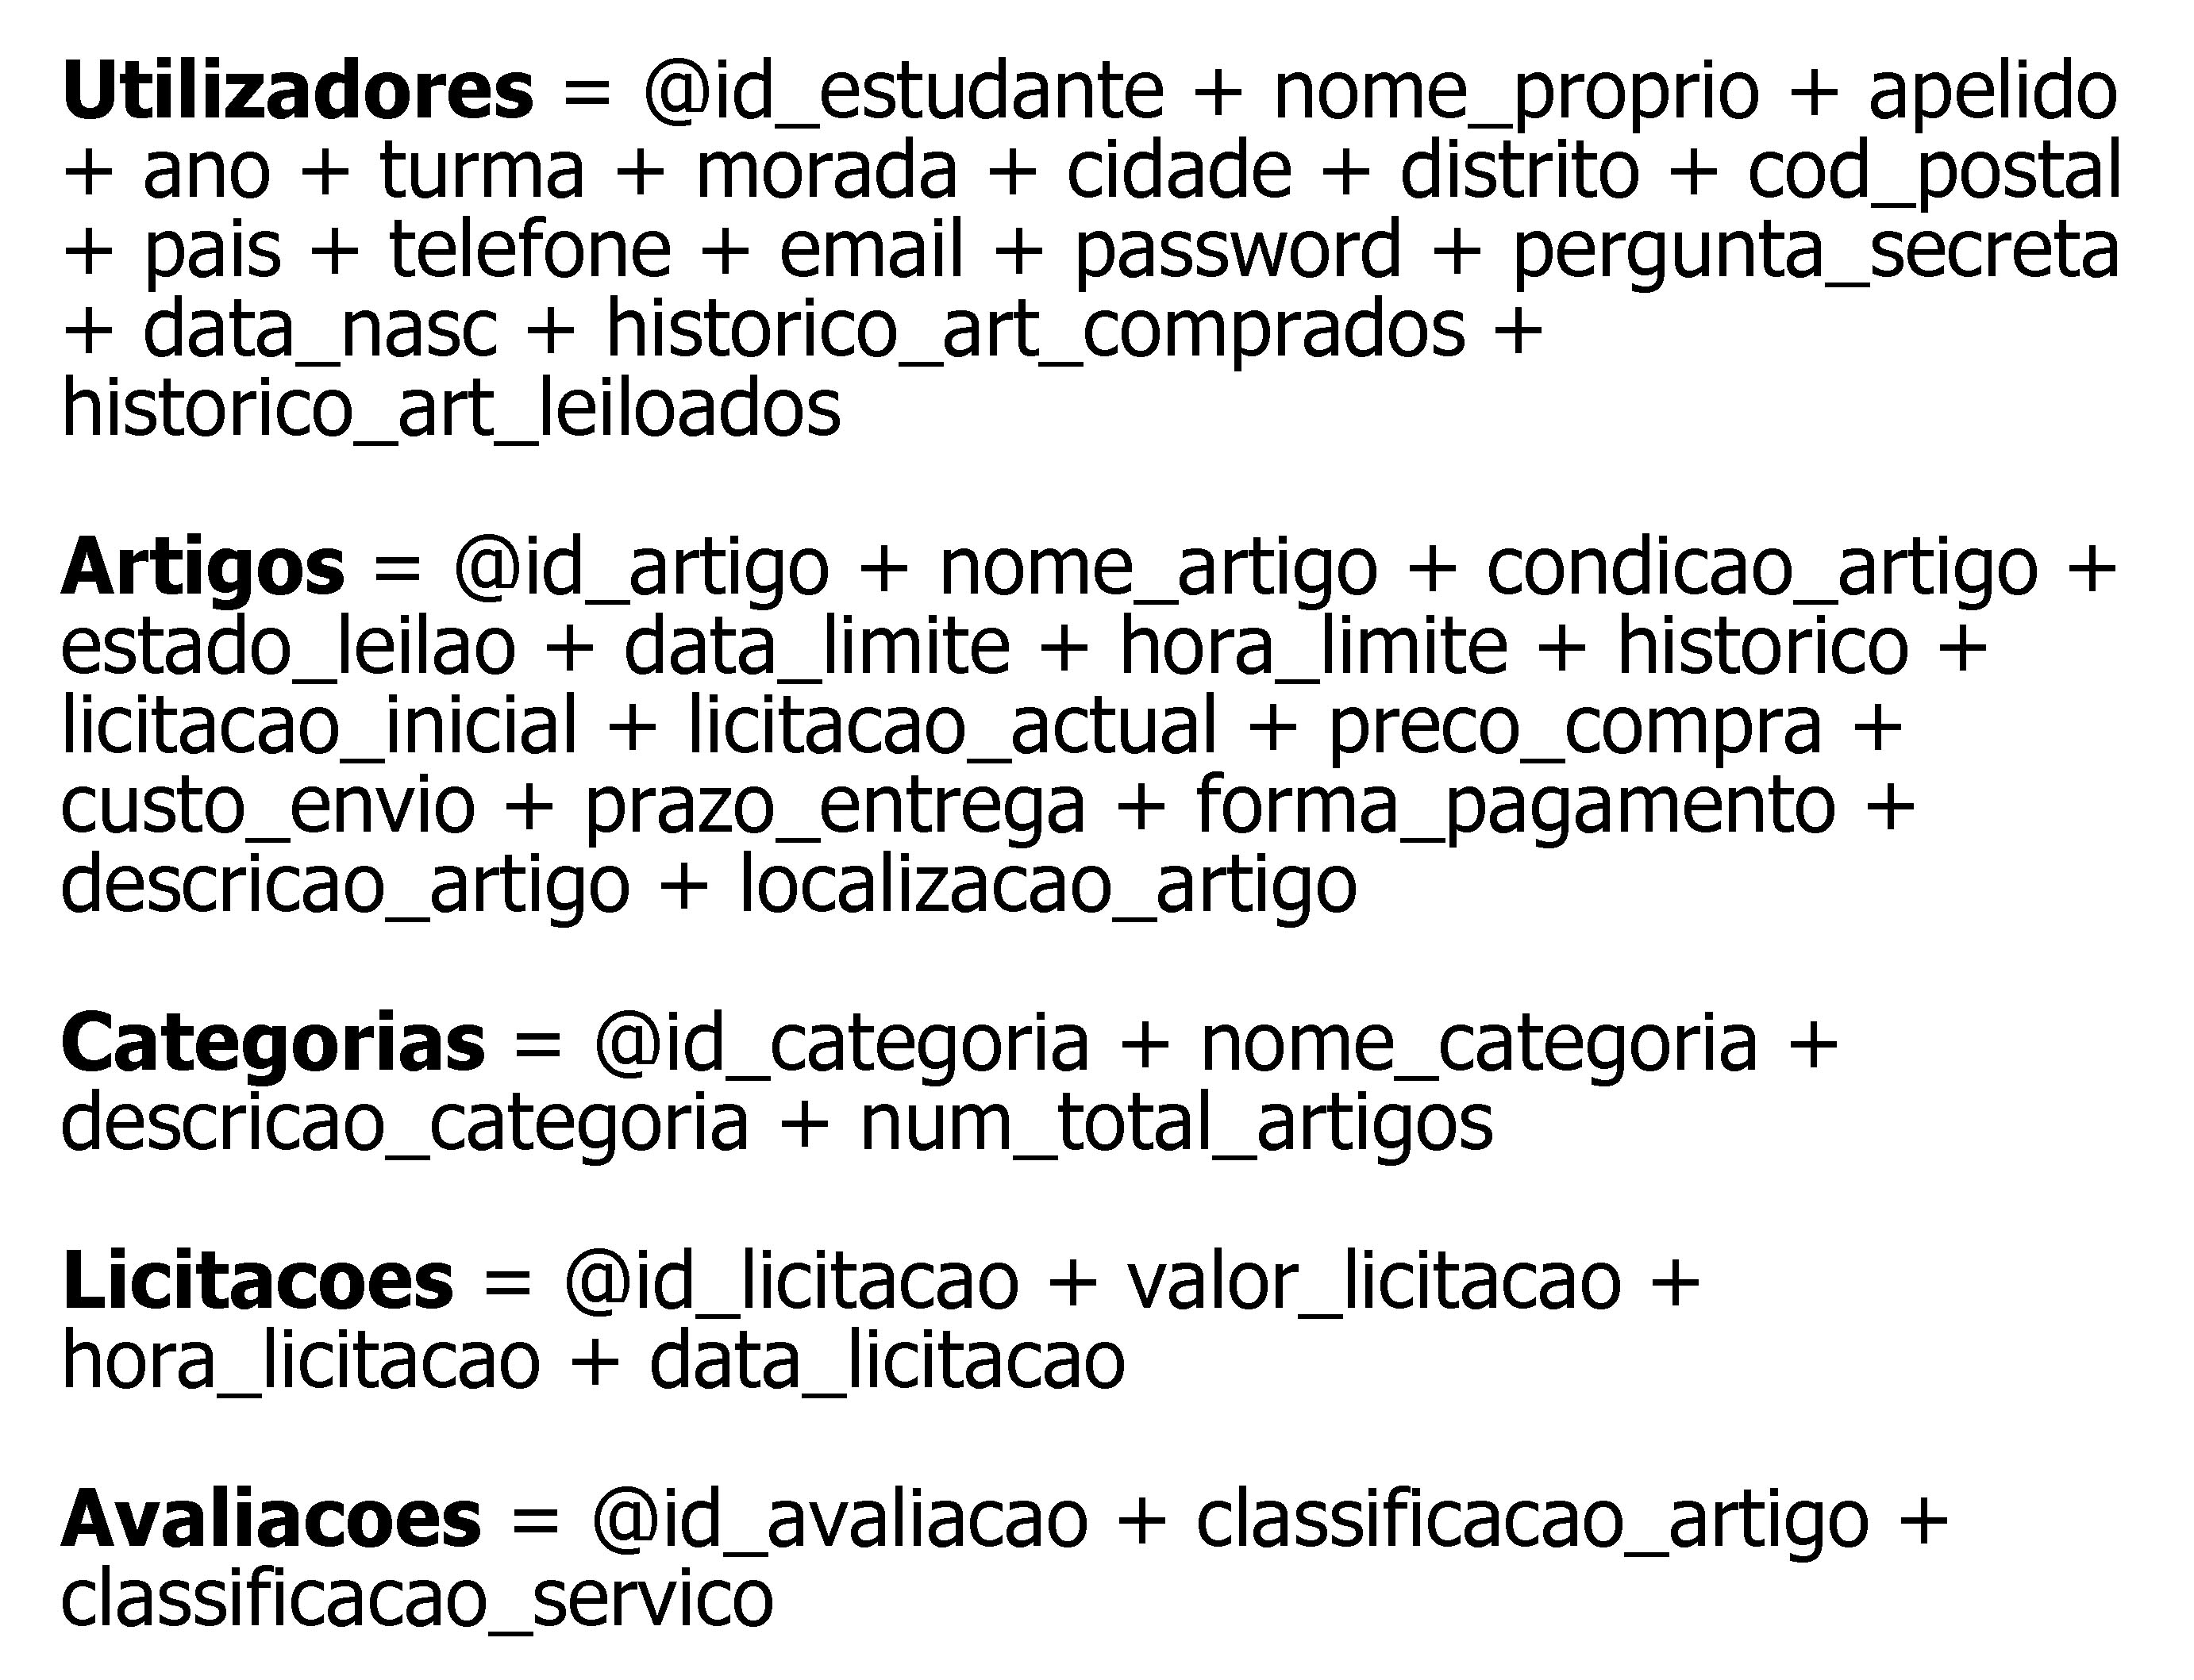 Utilizadores = @id_estudante + nome_proprio + apelido
+ ano + turma + morada + cidade + distrito + cod_postal
+ pais + telefone + email + password + pergunta_secreta
+ data_nasc + historico_art_comprados +
historico_art_leiloados
Artigos = @id_artigo + nome_artigo + condicao_artigo +
estado_leilao + data_limite + hora_limite + historico +
licitacao_inicial + licitacao_actual + preco_compra +
custo_envio + prazo_entrega + forma_pagamento +
descricao_artigo + localizacao_artigo
Categorias = @id_categoria + nome_categoria +
descricao_categoria + num_total_artigos
Licitacoes = @id_licitacao + valor_licitacao +
hora_licitacao + data_licitacao
Avaliacoes = @id_avaliacao + classificacao_artigo +
classificacao_servico